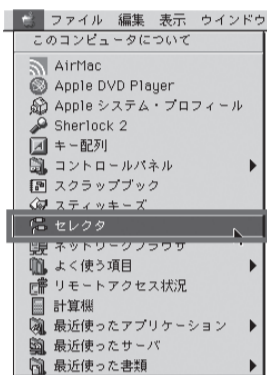 ファイル 編集 表示 ウインドウ
このコンピュータについて
AirMac
Apple DVD Player
Apple システム・プロフィール
Sherlock 2
キー配列
コントロールパネル
スクラップブック
スティッキーズ
セレクタ
ネットワークブラウザ
よく使う項目
リモートアクセス状況
計算機
最近使ったアプリケーション
最近使ったサーバ
最近使った書類